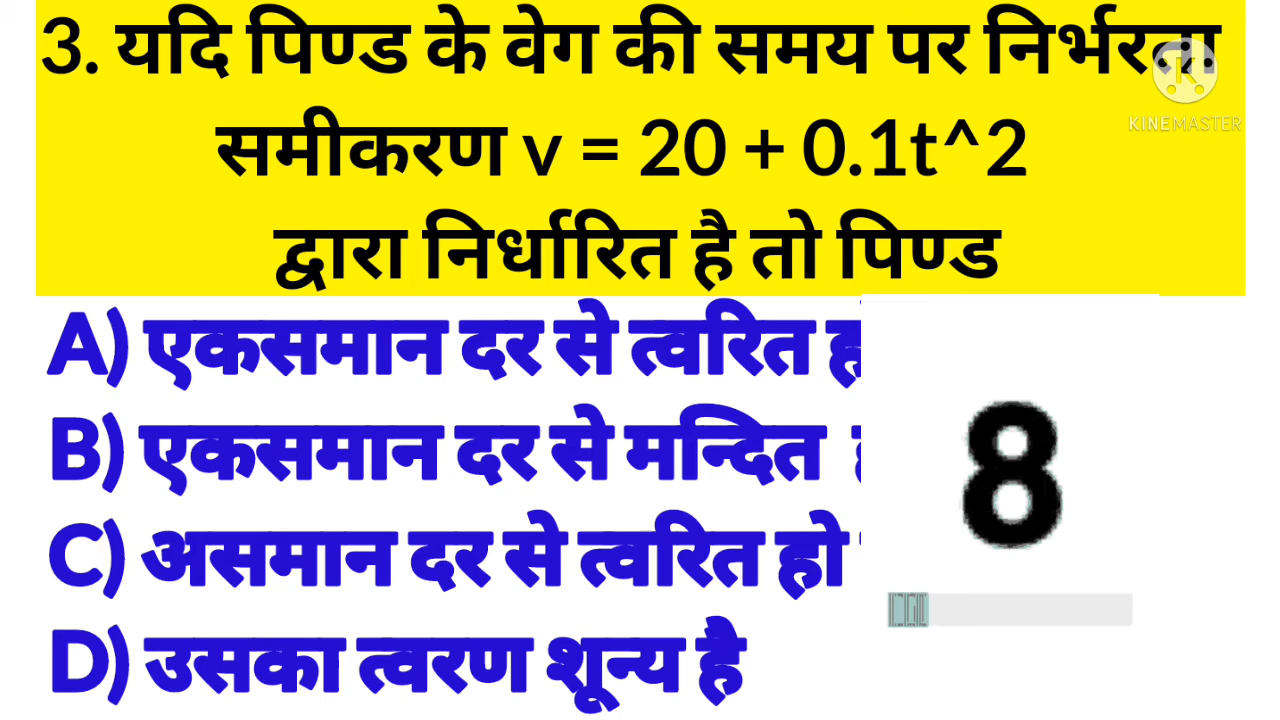 3. यदि पिण्ड के वेग की समय पर निर्भरता
KINEMASTER
समीकरण v = 20 + 0.1t^2
द्वारा निर्धारित है तो पिण्ड
A) एकसमान दर से त्वरित
B) एकसमान दर से मन्दित
C) असमान दर से त्वरित हो
D) उसका त्वरण शून्य है
8